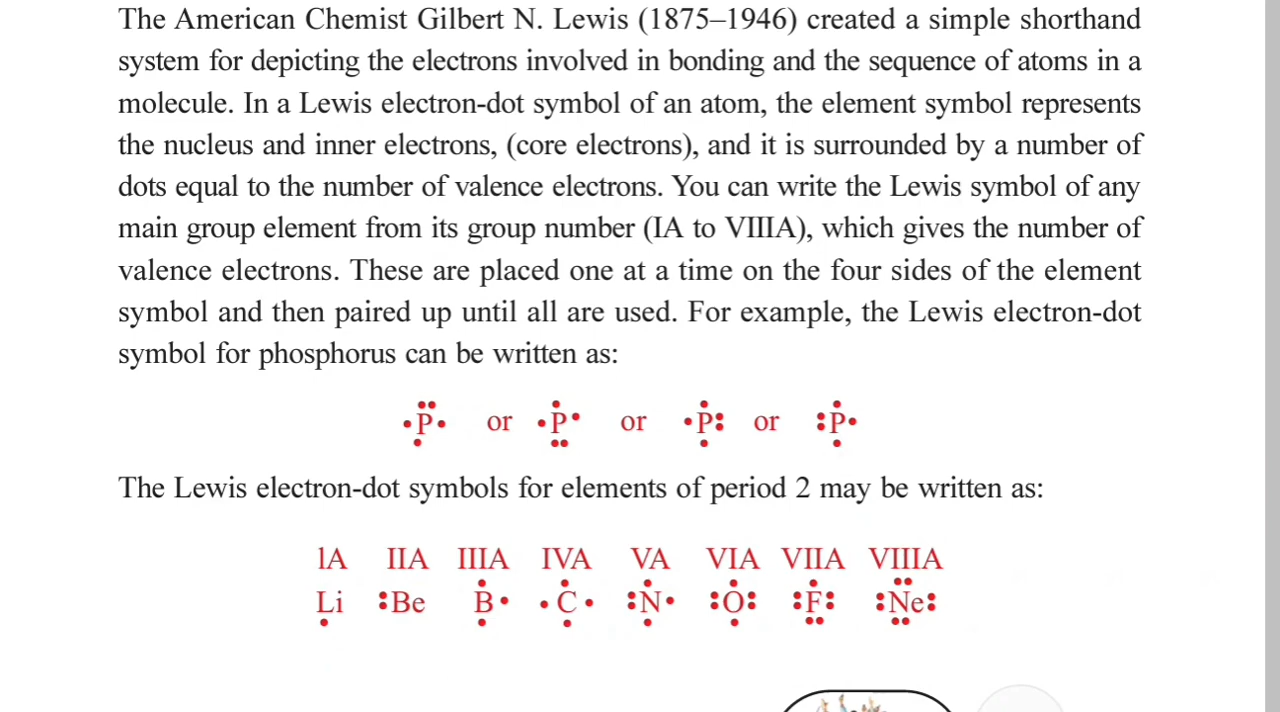 The American Chemist Gilbert N. Lewis (1875–1946) created a simple shorthand
system for depicting the electrons involved in bonding and the sequence of atoms in a
molecule. In a Lewis electron-dot symbol of an atom, the element symbol represents
the nucleus and inner electrons, (core electrons), and it is surrounded by a number of
dots equal to the number of valence electrons. You can write the Lewis symbol of any
main group element from its group number (IA to VIIIA), which gives the number of
valence electrons. These are placed one at a time on the four sides of the element
symbol and then paired up until all are used. For example, the Lewis electron-dot
symbol for phosphorus can be written as:
P or P or P or P
The Lewis electron-dot symbols for elements of period 2 may be written as:
lA IIA IIIA IVA VA VIA VIIA VIIIA
Li Be B C N O F Ne